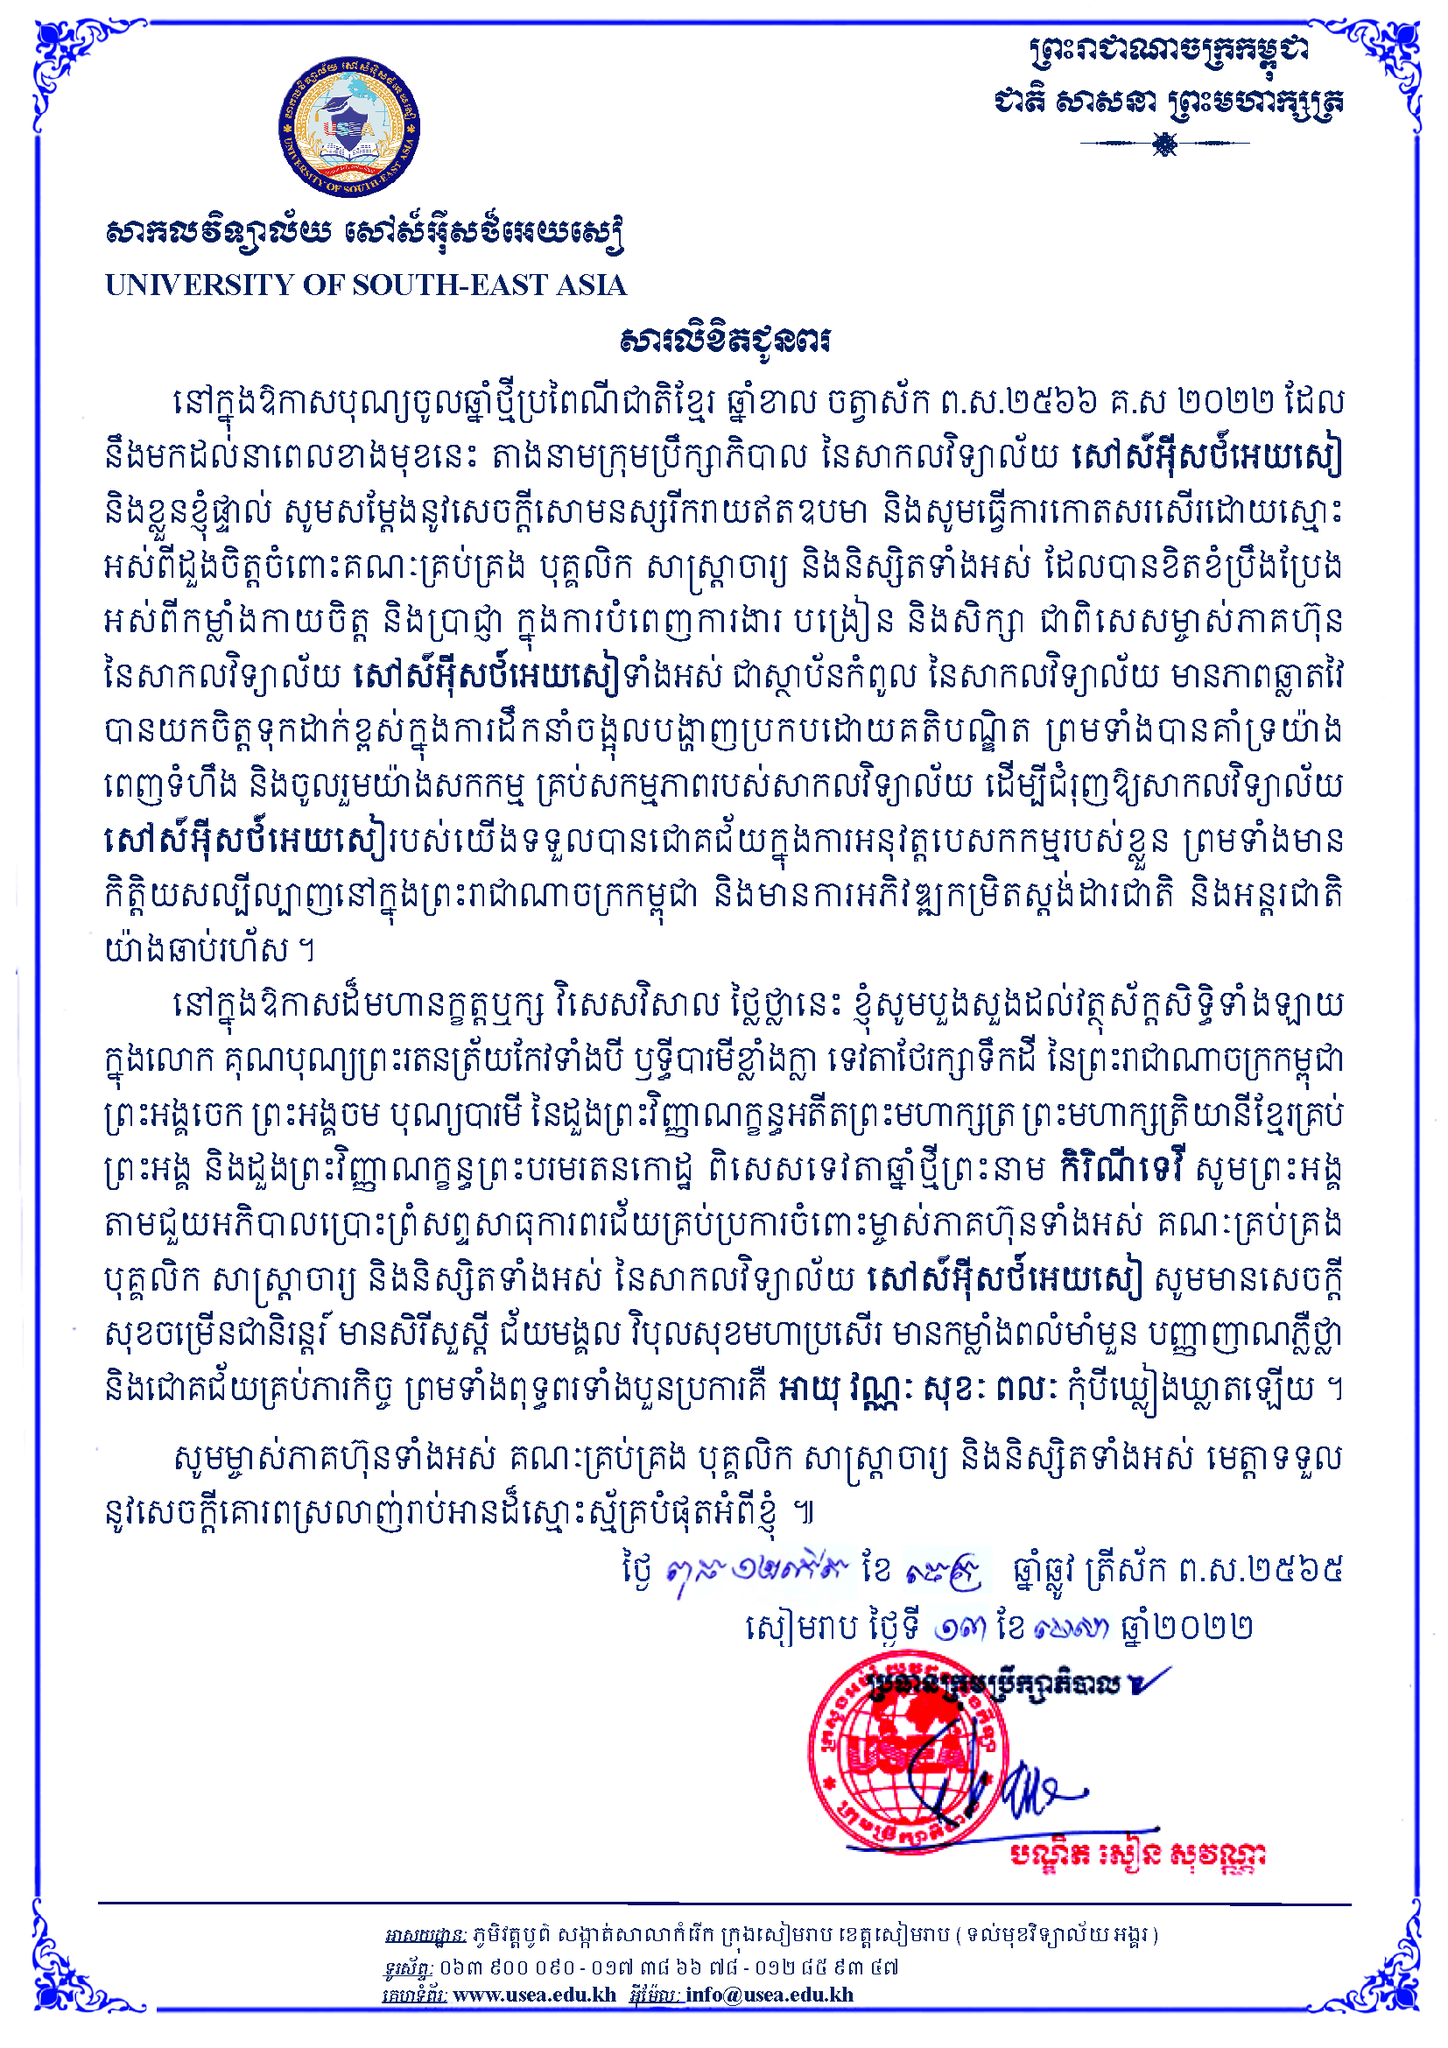 ព្រះរាជាណាចក្រកម្ពុជា
ជាតិ សាសនា ព្រះមហាក្សត្រ
សាកលវិទ្យាល័យ សៅស៍អ៊ីសថ៍អេយសៀ
USEA
UNIVERSITY OF SOUTH-EAST ASIA
សាកលវិទ្យាល័យ សៅស៍អ៊ីសថ៍អេយសៀ
UNIVERSITY OF SOUTH-EAST ASIA
សារលិខិតជូនពរ
នៅក្នុងឱកាសបុណ្យចូលឆ្នាំថ្មីប្រពៃណីជាតិខ្មែរ ឆ្នាំខាល ចត្វាស័ក ព.ស.២៥៦៦ គ.ស ២០២២ ដែល
នឹងមកដល់នាពេលខាងមុខនេះ តាងនាមក្រុមប្រឹក្សាភិបាល នៃសាកលវិទ្យាល័យ សៅស៍អ៊ីសថ៍អេយសៀ
និងខ្លួនខ្ញុំផ្ទាល់ សូមសម្តែងនូវសេចក្តីសោមនស្សរីករាយឥតឧបមា និងសូមធ្វើការកោតសរសើរដោយស្មោះ
អស់ពីដួងចិត្តចំពោះគណៈគ្រប់គ្រង បុគ្គលិក សាស្ត្រាចារ្យ និងនិស្សិតទាំងអស់ ដែលបានខិតខំប្រឹងប្រែង
អស់ពីកម្លាំងកាយចិត្ត និងប្រាជ្ញា ក្នុងការបំពេញការងារ បង្រៀន និងសិក្សា ជាពិសេសម្ចាស់ភាគហ៊ុន
នៃសាកលវិទ្យាល័យ សៅស៍អ៊ីសថ៍អេយសៀទាំងអស់ ជាស្ថាប័នកំពូល នៃសាកលវិទ្យាល័យ មានភាពឆ្លាតវៃ
បានយកចិត្តទុកដាក់ខ្ពស់ក្នុងការដឹកនាំចង្អុលបង្ហាញប្រកបដោយគតិបណ្ឌិត ព្រមទាំងបានគាំទ្រយ៉ាង
ពេញទំហឹង និងចូលរួមយ៉ាងសកកម្ម គ្រប់សកម្មភាពរបស់សាកលវិទ្យាល័យ ដើម្បីជំរុញឱ្យសាកលវិទ្យាល័យ
សៅស៍អ៊ីសថ៍អេយសៀរបស់យើងទទួលបានជោគជ័យក្នុងការអនុវត្តបេសកកម្មរបស់ខ្លួន ព្រមទាំងមាន
កិត្តិយសល្បីល្បាញនៅក្នុងព្រះរាជាណាចក្រកម្ពុជា និងមានការអភិវឌ្ឍកម្រិតស្តង់ដារជាតិ និងអន្តរជាតិ
យ៉ាងឆាប់រហ័ស ។
នៅក្នុងឱកាសដ៏មហានក្ខត្តឬក្ស វិសេសវិសាល ថ្លៃថ្លានេះ ខ្ញុំសូមបួងសួងដល់វត្ថុស័ក្តសិទ្ធិទាំងឡាយ
ក្នុងលោក គុណបុណ្យព្រះរតនត្រ័យកែវទាំងបី ឫទ្ធីបារមីខ្លាំងក្លា ទេវតាថែរក្សាទឹកដី នៃព្រះរាជាណាចក្រកម្ពុជា
ព្រះអង្គចេក ព្រះអង្គចម បុណ្យបារមី នៃដួងព្រះវិញ្ញាណក្ខន្ធអតីតព្រះមហាក្សត្រ ព្រះមហាក្សត្រិយានីខ្មែរគ្រប់
ព្រះអង្គ និងដួងព្រះវិញ្ញាណក្ខន្ធព្រះបរមរតនកោដ្ឋ ពិសេសទេវតាឆ្នាំថ្មីព្រះនាម កិរិណីទេវី សូមព្រះអង្គ
តាមជួយអភិបាលប្រោះព្រំសព្ទសាធុការពរជ័យគ្រប់ប្រការចំពោះម្ចាស់ភាគហ៊ុនទាំងអស់ គណៈគ្រប់គ្រង
បុគ្គលិក សាស្ត្រាចារ្យ និងនិស្សិតទាំងអស់ នៃសាកលវិទ្យាល័យ សៅស៍អ៊ីសថ៍អេយសៀ សូមមានសេចក្តី
សុខចម្រើនជានិរន្តរ៍ មានសិរីសួស្តី ជ័យមង្គល វិបុលសុខមហាប្រសើរ មានកម្លាំងពលំមាំមួន បញ្ញាញាណភ្លឺថ្លា
និងជោគជ័យគ្រប់ភារកិច្ច ព្រមទាំងពុទ្ធពរទាំងបួនប្រការគឺ អាយុ វណ្ណៈ សុខៈ ពលៈ កុំបីឃ្លៀងឃ្លាតឡើយ ។
សូមម្ចាស់ភាគហ៊ុនទាំងអស់ គណៈគ្រប់គ្រង បុគ្គលិក សាស្ត្រាចារ្យ និងនិស្សិតទាំងអស់ មេត្តាទទួល
នូវសេចក្តីគោរពស្រលាញ់រាប់អានដ៏ស្មោះស្ម័គ្របំផុតអំពីខ្ញុំ ៕
ថ្ងៃ ពុធ ១២កើត ខែ ចេត្រ ឆ្នាំឆ្លូវ ត្រីស័ក ព.ស.២៥៦៥
សៀមរាប ថ្ងៃទី ១៣ ខែ មេសា ឆ្នាំ២០២២
ប្រធានក្រុមប្រឹក្សាភិបាល
USEA
ក្រុមប្រឹក្សាភិបាល
បណ្ឌិត សៀន សុវណ្ណា
អាសយដ្ឋាន: ភូមិវត្តបូព៌ សង្កាត់សាលាកំរើក ក្រុងសៀមរាប ខេត្តសៀមរាប ( ទល់មុខវិទ្យាល័យ អង្គរ )
ទូរស័ព្ទ: ០៦៣ ៩០០ ០៩០ - ០១៧ ៣៨ ៦៦ ៧៨ - ០១២ ៨៥ ៩៣ ៤៧
គេហទំព័រ: www.usea.edu.kh អ៊ីម៉ែល: info@usea.edu.kh